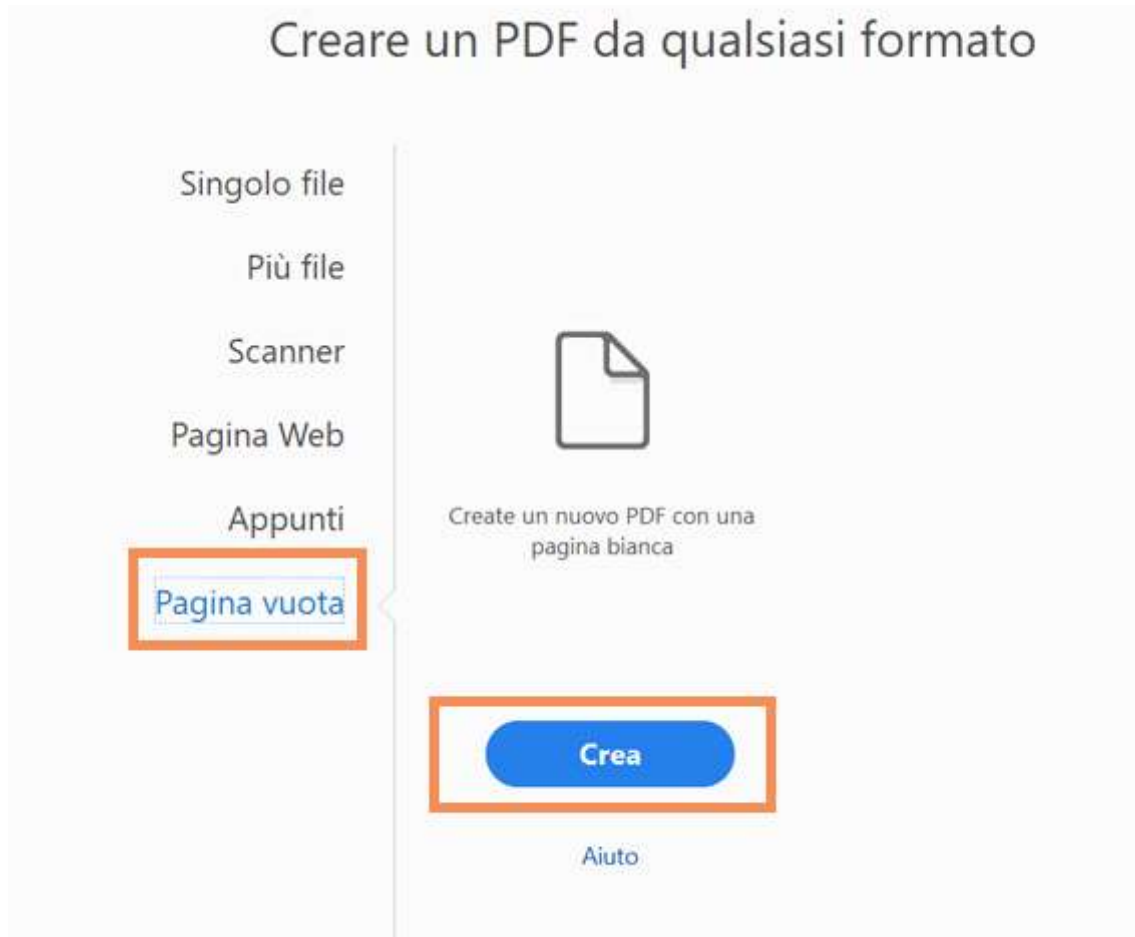 Creare un PDF da qualsiasi formato
Singolo file
Più file
Scanner
Pagina Web
Appunti
Pagina vuota
Create un nuovo PDF con una
pagina bianca
Crea
Aiuto